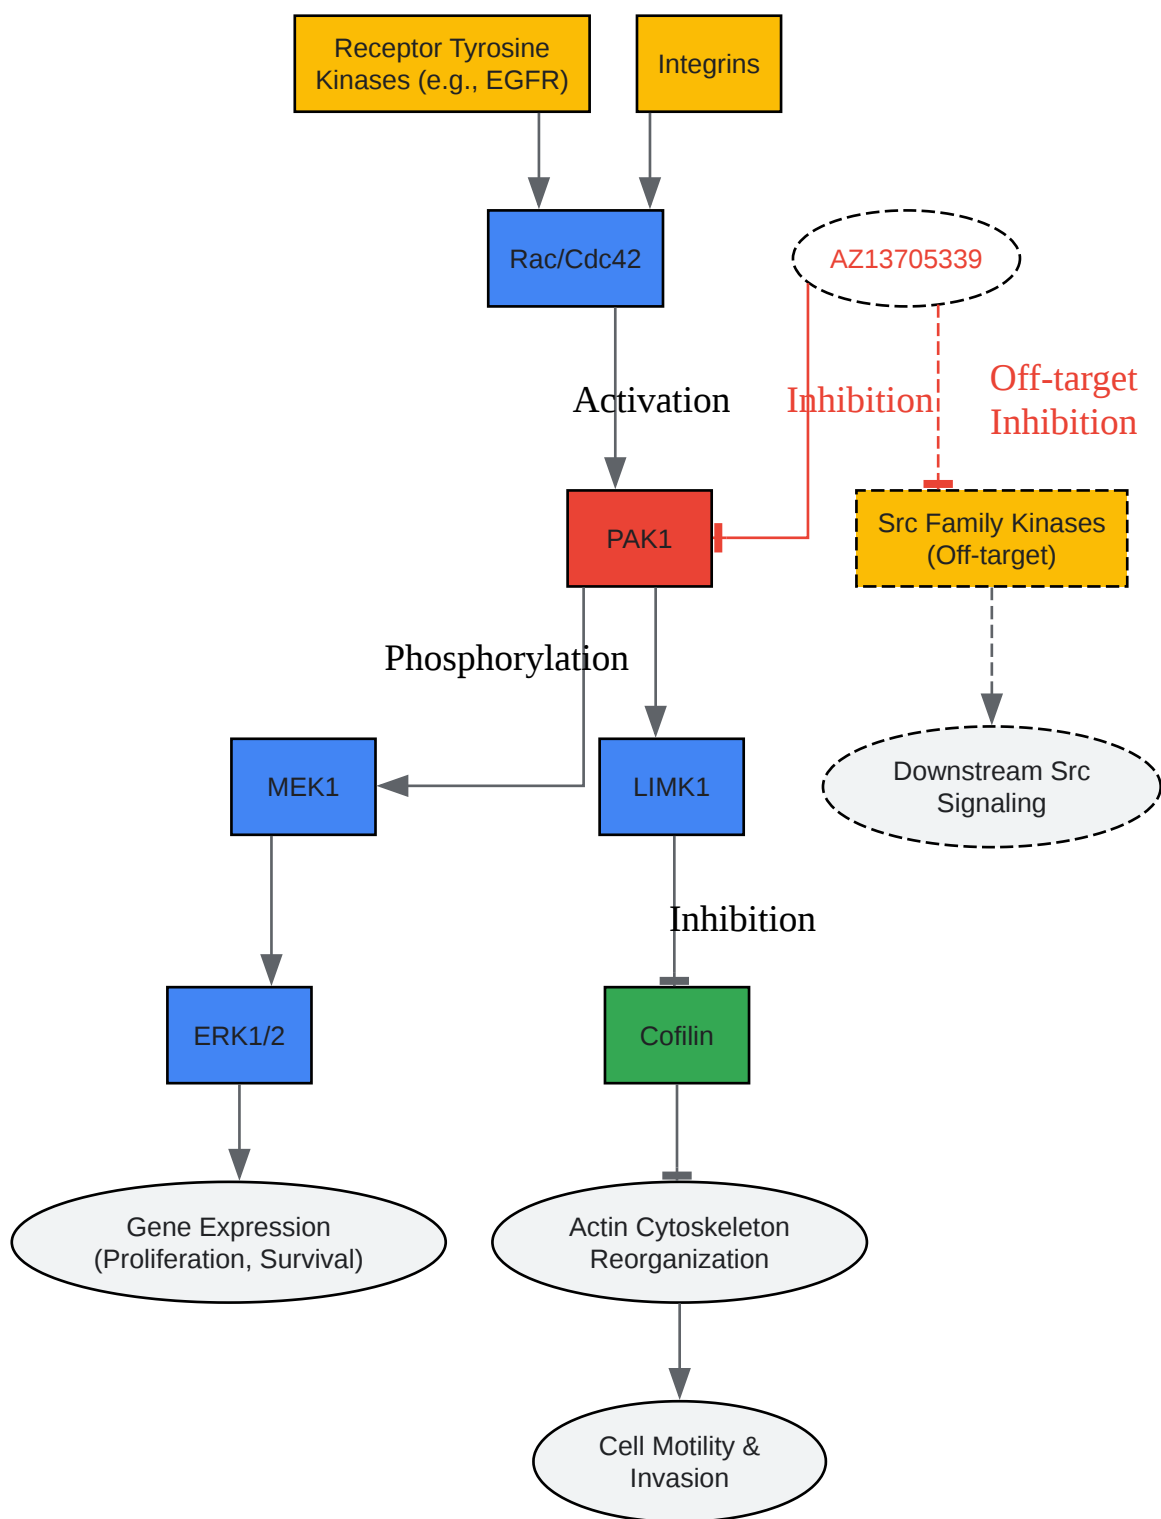 Receptor Tyrosine
Kinases (e.g., EGFR)
Integrins
Rac/Cdc42
AZ13705339
Activation
Inhibition
Off-target
Inhibition
PAK1
Src Family Kinases
(Off-target)
Phosphorylation
MEK1
LIMK1
Downstream Src
Signaling
Inhibition
ERK1/2
Cofilin
Gene Expression
(Proliferation, Survival)
Actin Cytoskeleton
Reorganization
Cell Motility &
Invasion